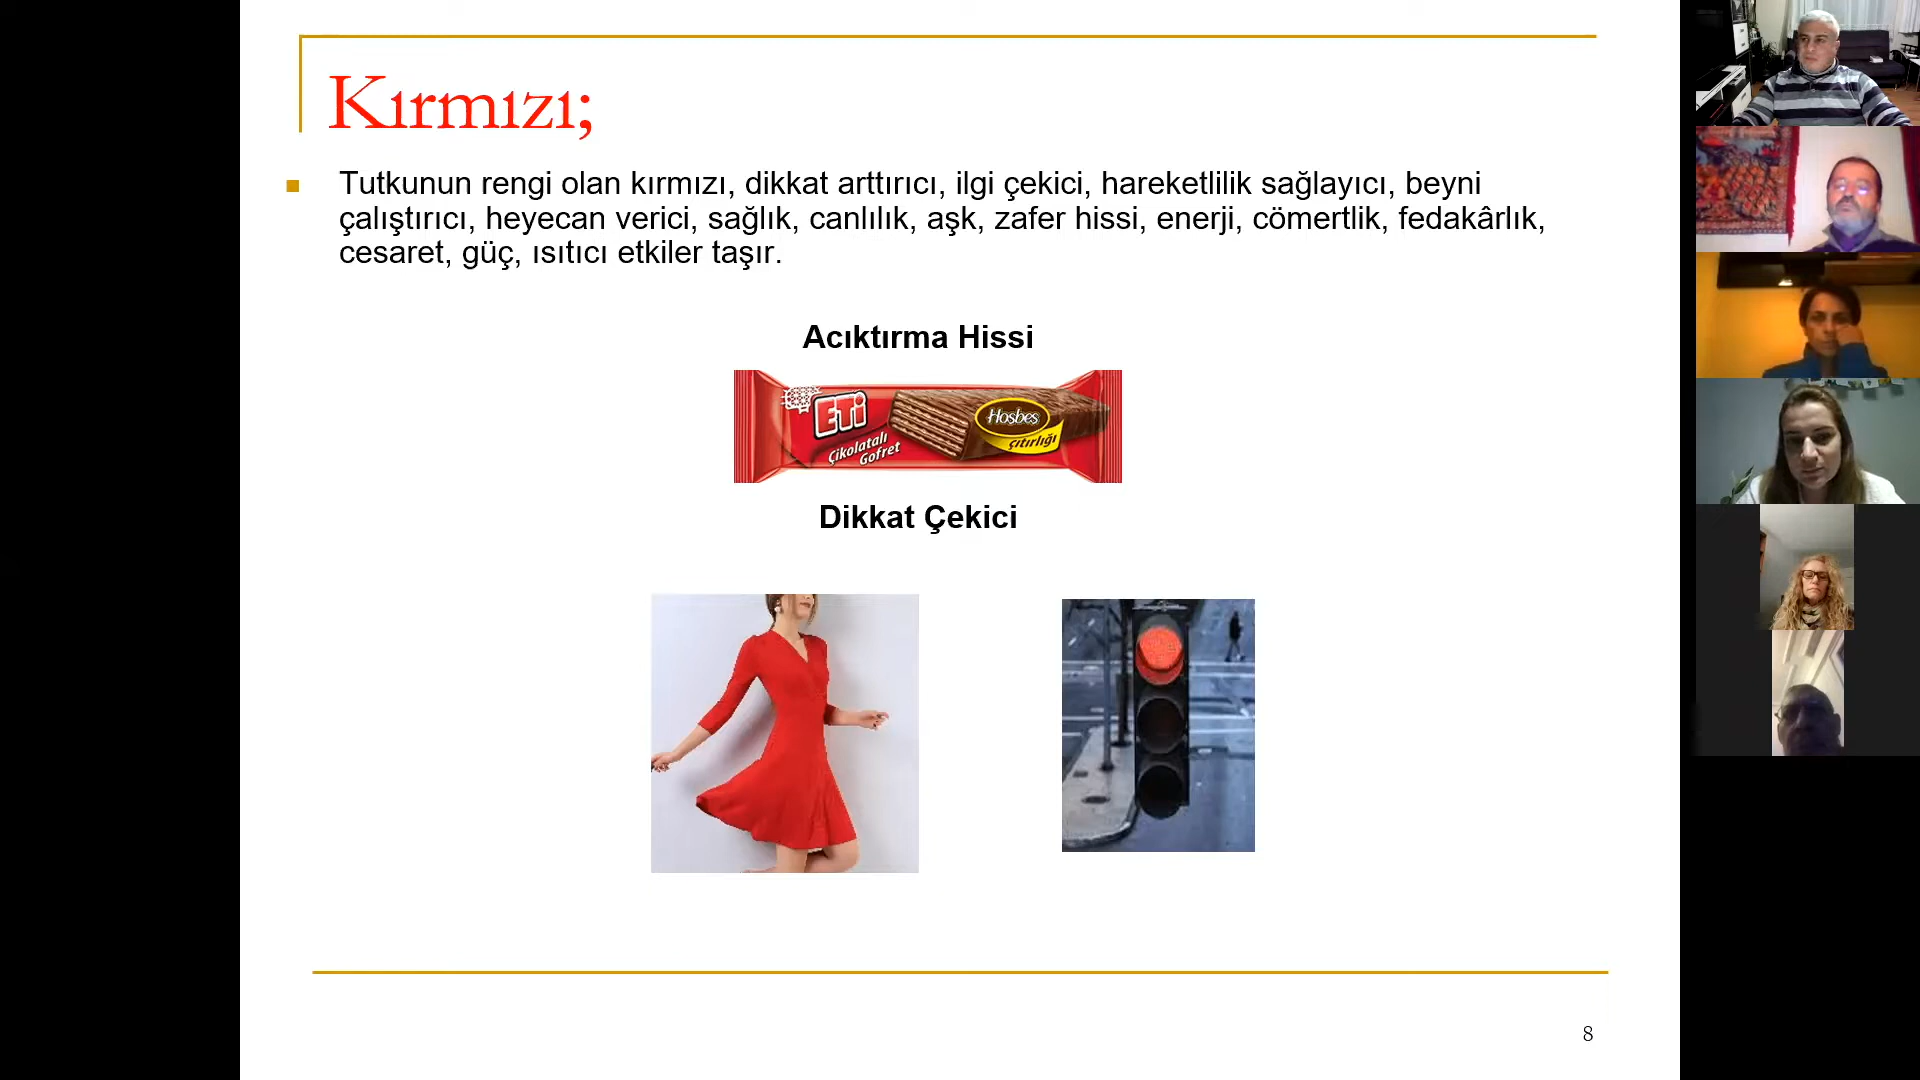 Kırmızı;
Tutkunun rengi olan kırmızı, dikkat arttırıcı, ilgi çekici, hareketlilik sağlayıcı, beyni
çalıştırıcı, heyecan verici, sağlık, canlılık, aşk, zafer hissi, enerji, cömertlik, fedakârlık,
cesaret, güç, ısıtıcı etkiler taşır.
Acıktırma Hissi
ETi
Çikolatalı
Gofret
Hoşbeş
çıtırlığı
Dikkat Çekici
8